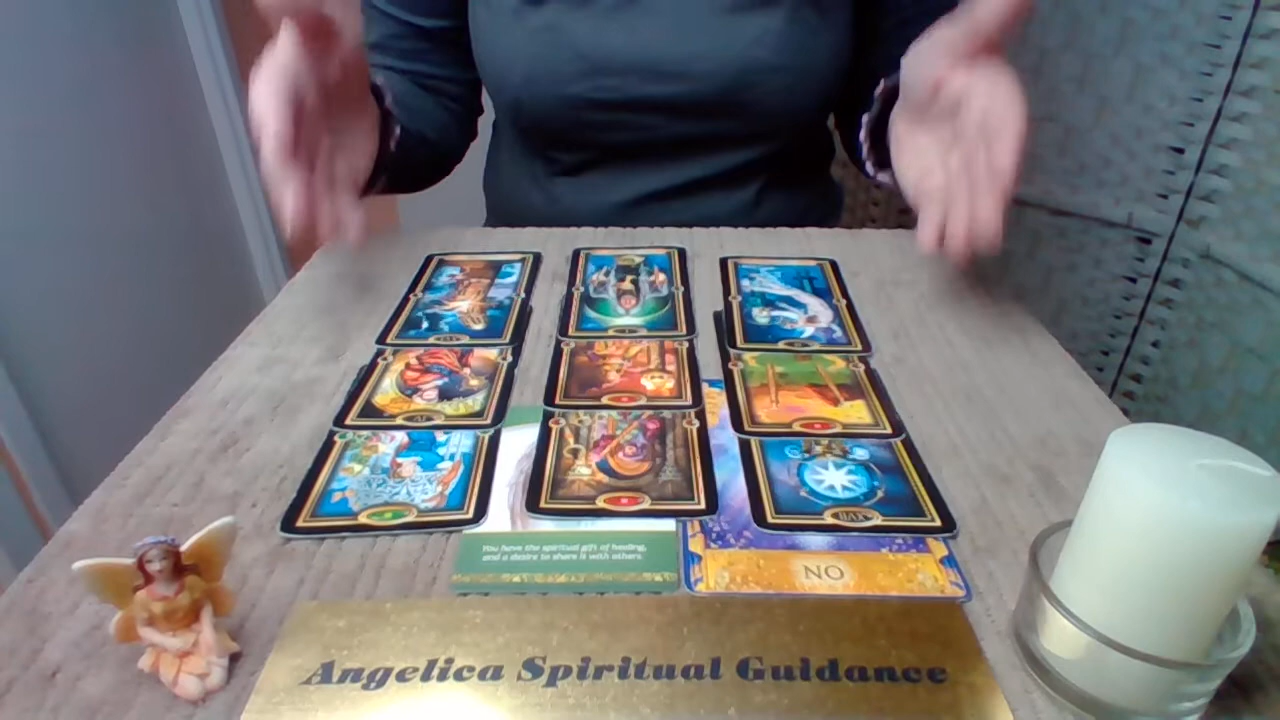 You have the spiritual gift of healing,
and a desire to share it with others.
NO
Angelica Spiritual Guidance